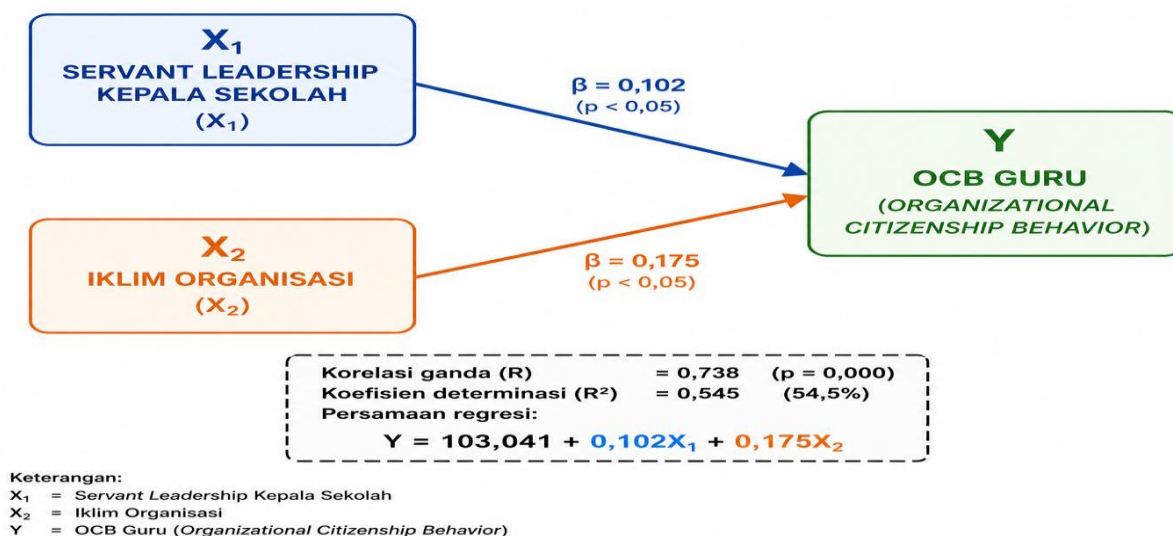 X₁
SERVANT LEADERSHIP
KEPALA SEKOLAH
(X₁)
β = 0,102
(p < 0,05)
Y
OCB GURU
(ORGANIZATIONAL
CITIZENSHIP BEHAVIOR)
X₂
IKLIM ORGANISASI
(X₂)
β = 0,175
(p < 0,05)
Korelasi ganda (R) = 0,738 (p = 0,000)
Koefisien determinasi (R²) = 0,545 (54,5%)
Persamaan regresi:
Y = 103,041 + 0,102X₁ + 0,175X₂
Keterangan:
X₁ = Servant Leadership Kepala Sekolah
X₂ = Iklim Organisasi
Y = OCB Guru (Organizational Citizenship Behavior)